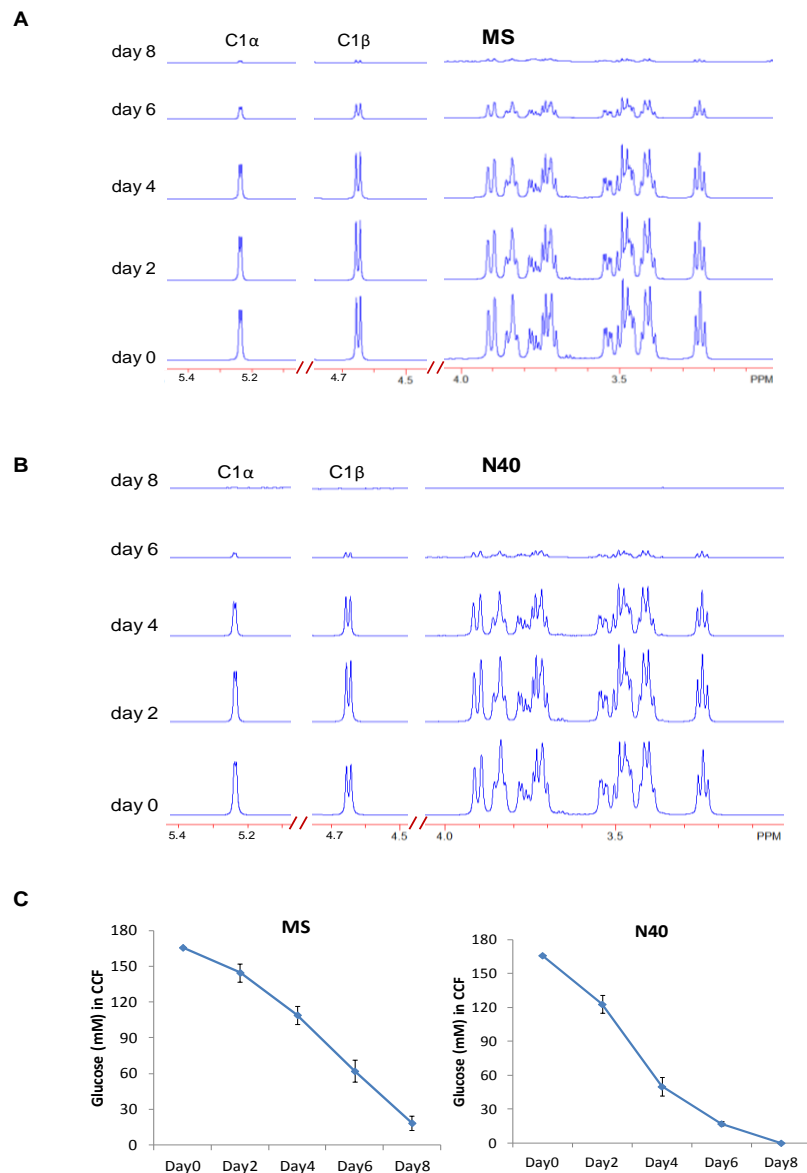 A
C1α C1β MS
day 8
day 6
day 4
day 2
day 0
5.4 5.2 4.7 4.5 4.0 3.5 PPM
B
C1α C1β N40
day 8
day 6
day 4
day 2
day 0
5.4 5.2 4.7 4.5 4.0 3.5 PPM
C
MS
Glucose (mM) in CCF
180
150
120
90
60
30
0
Day0 Day2 Day4 Day6 Day8
N40
Glucose (mM) in CCF
180
150
120
90
60
30
0
Day0 Day2 Day4 Day6 Day8